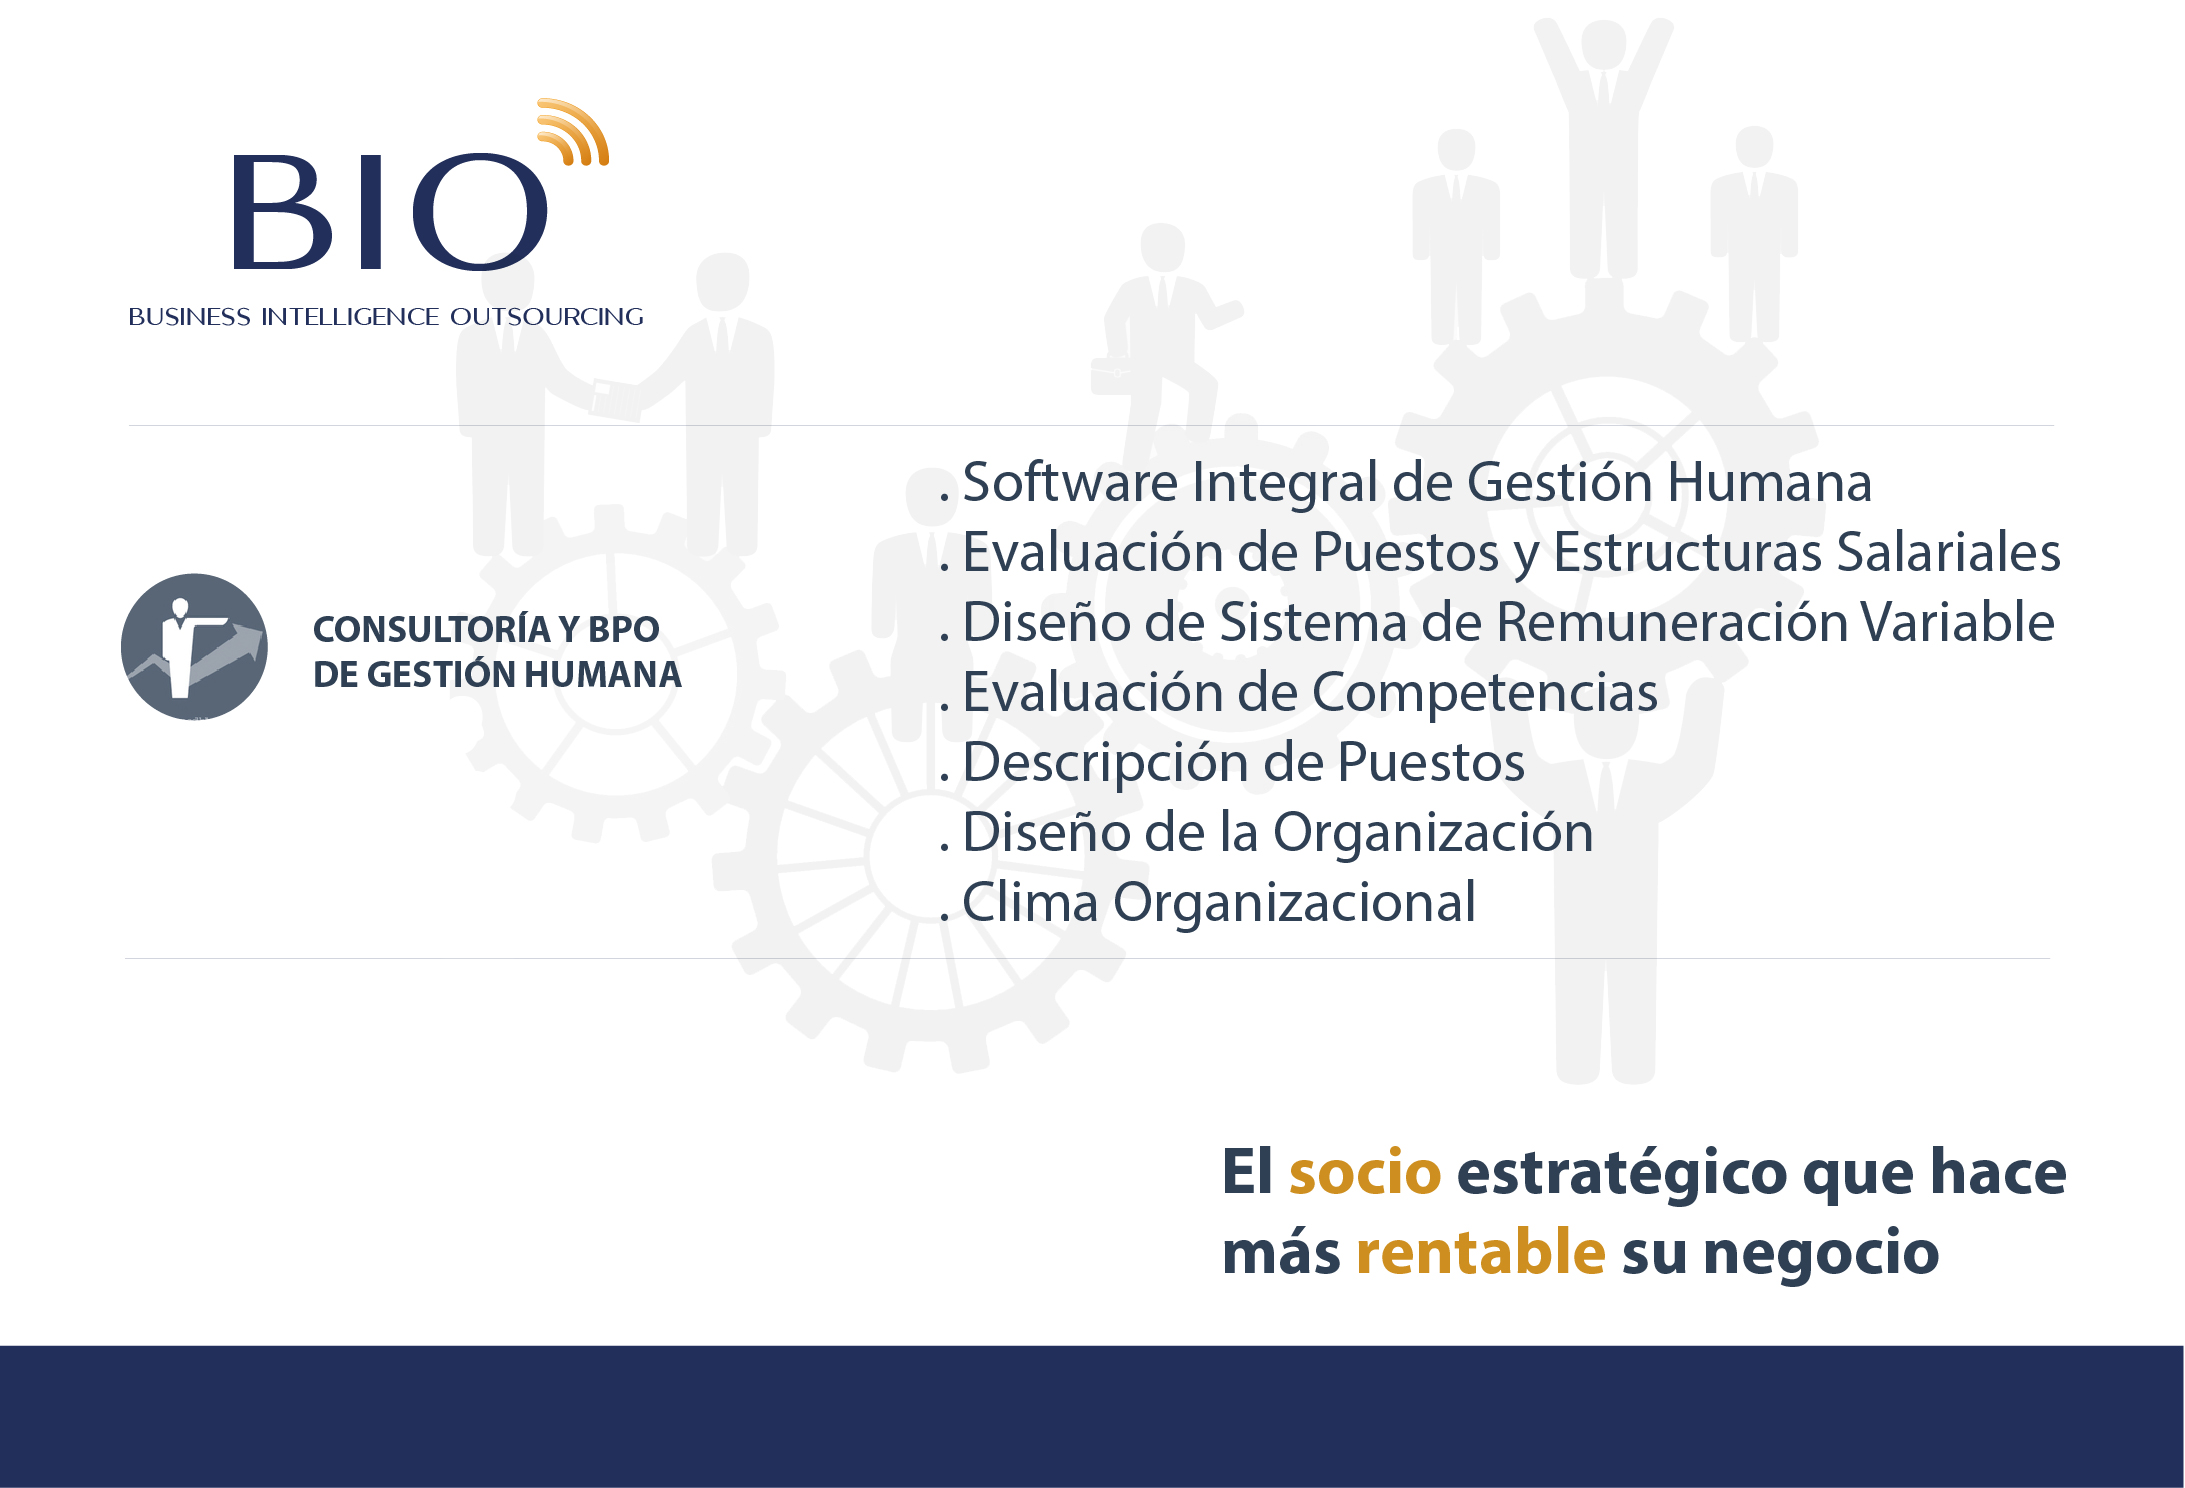 BIO
BUSINESS INTELLIGENCE OUTSOURCING
CONSULTORÍA Y BPO
DE GESTIÓN HUMANA
. Software Integral de Gestión Humana
. Evaluación de Puestos y Estructuras Salariales
. Diseño de Sistema de Remuneración Variable
. Evaluación de Competencias
. Descripción de Puestos
. Diseño de la Organización
. Clima Organizacional
El socio estratégico que hace
más rentable su negocio